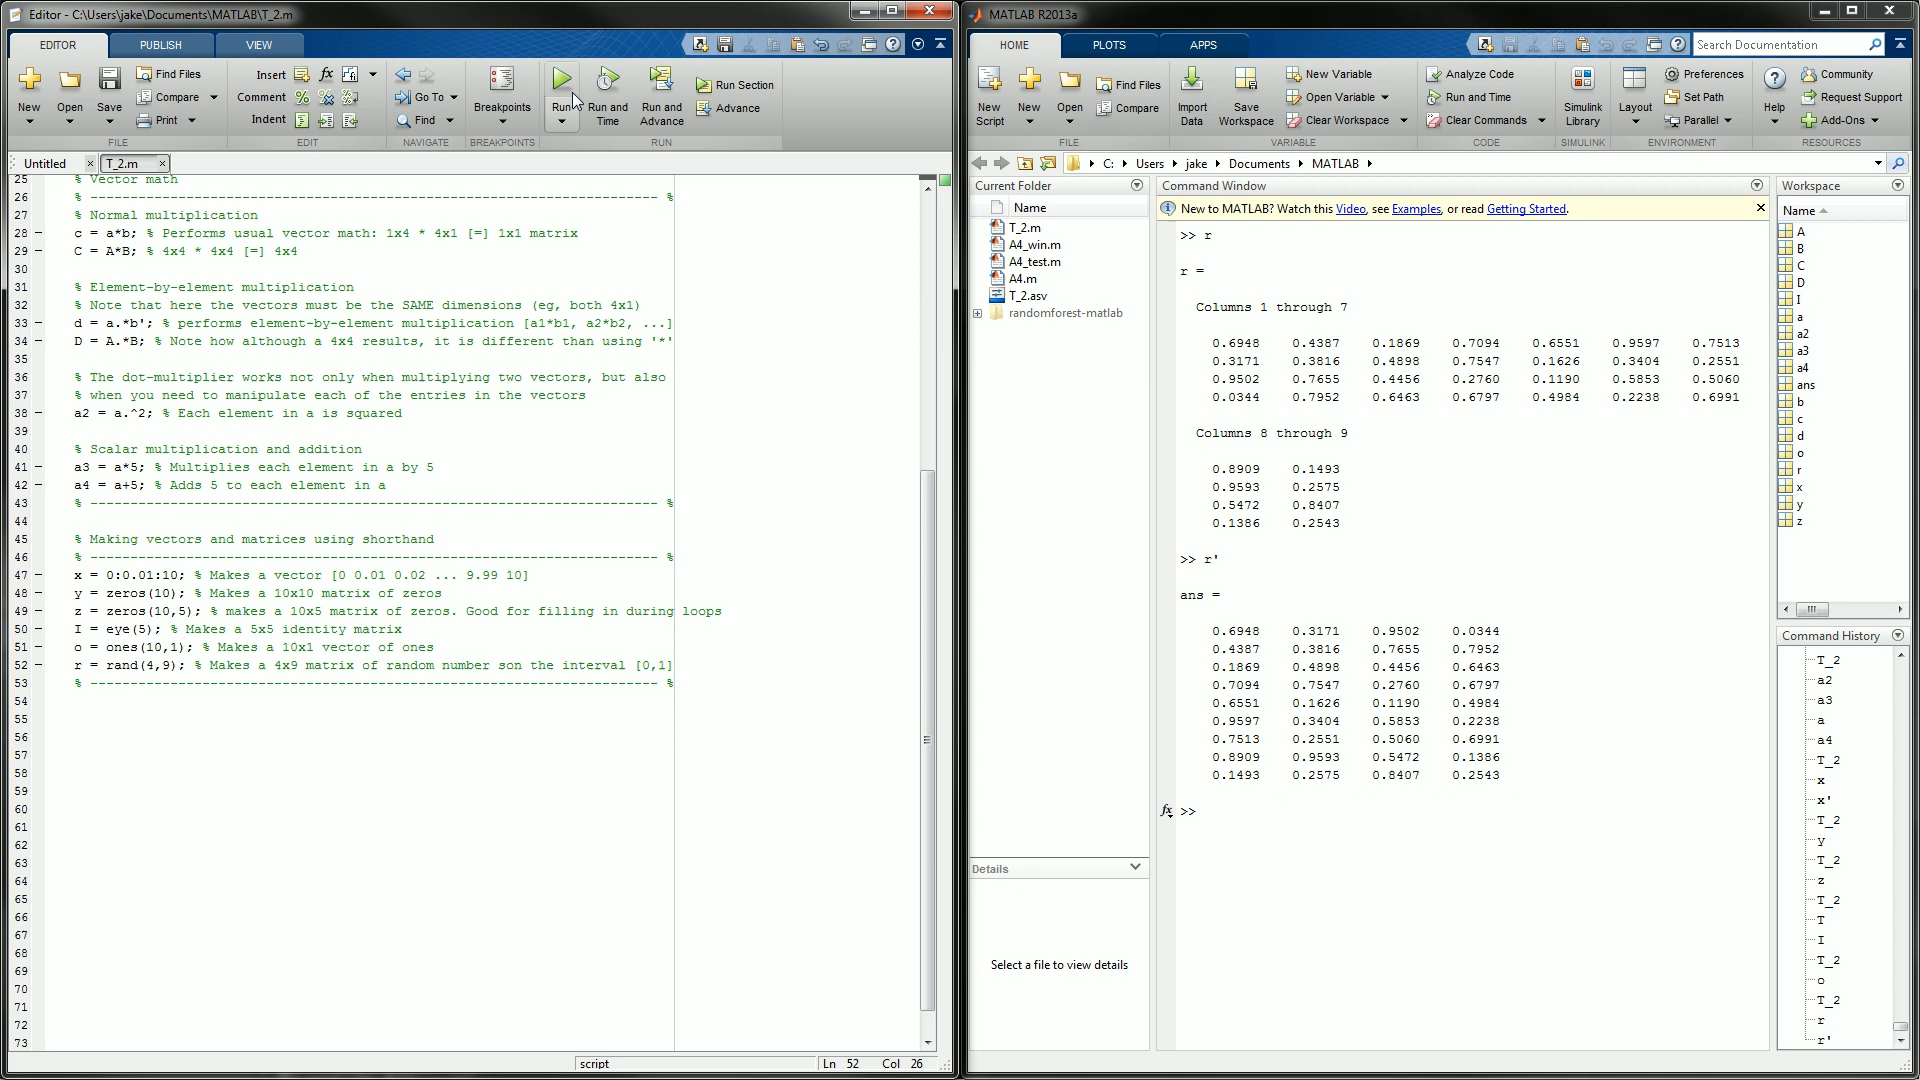 Editor - C:\Users\jake\Documents\MATLAB\T_2.m
EDITOR PUBLISH VIEW
New Open Save
Find Files
Compare
Print
FILE
Insert
Comment
Indent
EDIT
Go To
Find
NAVIGATE
Breakpoints
BREAKPOINTS
Run
Run and Time
Run and Advance
Run Section
Advance
RUN
Untitled × T_2.m ×
25 % Vector math
26 % ----------------------------------------------------------------------- %
27 % Normal multiplication
28 - c = a*b; % Performs usual vector math: 1x4 * 4x1 [=] 1x1 matrix
29 - C = A*B; % 4x4 * 4x4 [=] 4x4
30
31 % Element-by-element multiplication
32 % Note that here the vectors must be the SAME dimensions (eg, both 4x1)
33 - d = a.*b'; % performs element-by-element multiplication [a1*b1, a2*b2, ...]
34 - D = A.*B; % Note how although a 4x4 results, it is different than using '*'
35
36 % The dot-multiplier works not only when multiplying two vectors, but also
37 % when you need to manipulate each of the entries in the vectors
38 - a2 = a.^2; % Each element in a is squared
39
40 % Scalar multiplication and addition
41 - a3 = a*5; % Multiplies each element in a by 5
42 - a4 = a+5; % Adds 5 to each element in a
43 % ----------------------------------------------------------------------- %
44
45 % Making vectors and matrices using shorthand
46 % ----------------------------------------------------------------------- %
47 - x = 0:0.01:10; % Makes a vector [0 0.01 0.02 ... 9.99 10]
48 - y = zeros(10); % Makes a 10x10 matrix of zeros
49 - z = zeros(10,5); % makes a 10x5 matrix of zeros. Good for filling in during loops
50 - I = eye(5); % Makes a 5x5 identity matrix
51 - o = ones(10,1); % Makes a 10x1 vector of ones
52 - r = rand(4,9); % Makes a 4x9 matrix of random number son the interval [0,1]
53 % ----------------------------------------------------------------------- %
54
55
56
57
58
59
60
61
62
63
64
65
66
67
68
69
70
71
72
73
script Ln 52 Col 26
MATLAB R2013a
HOME PLOTS APPS
Search Documentation
New Script
New
Open
Find Files
Compare
FILE
Import Data
Save Workspace
New Variable
Open Variable
Clear Workspace
VARIABLE
Analyze Code
Run and Time
Clear Commands
CODE
Simulink Library
SIMULINK
Layout
Preferences
Set Path
Parallel
ENVIRONMENT
Help
Community
Request Support
Add-Ons
RESOURCES
C: Users jake Documents MATLAB
Current Folder
Name
T_2.m
A4_win.m
A4_test.m
A4.m
T_2.asv
randomforest-matlab
Details
Select a file to view details
Command Window
New to MATLAB? Watch this Video, see Examples, or read Getting Started.
>> r
r =
Columns 1 through 7
0.6948 0.4387 0.1869 0.7094 0.6551 0.9597 0.7513
0.3171 0.3816 0.4898 0.7547 0.1626 0.3404 0.2551
0.9502 0.7655 0.4456 0.2760 0.1190 0.5853 0.5060
0.0344 0.7952 0.6463 0.6797 0.4984 0.2238 0.6991
Columns 8 through 9
0.8909 0.1493
0.9593 0.2575
0.5472 0.8407
0.1386 0.2543
>> r'
ans =
0.6948 0.3171 0.9502 0.0344
0.4387 0.3816 0.7655 0.7952
0.1869 0.4898 0.4456 0.6463
0.7094 0.7547 0.2760 0.6797
0.6551 0.1626 0.1190 0.4984
0.9597 0.3404 0.5853 0.2238
0.7513 0.2551 0.5060 0.6991
0.8909 0.9593 0.5472 0.1386
0.1493 0.2575 0.8407 0.2543
fx >>
Workspace
Name
A
B
C
D
I
a
a2
a3
a4
ans
b
c
d
o
r
x
y
z
Command History
T_2
a2
a3
a
a4
T_2
x
x'
T_2
y
T_2
z
T_2
T
I
T_2
o
T_2
r
r'